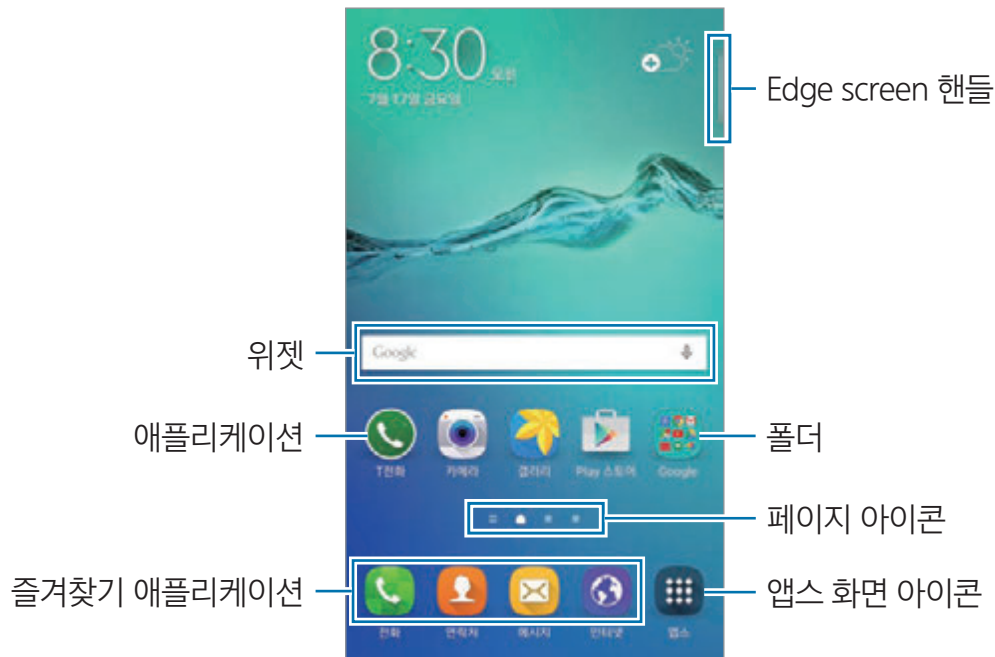 8:30 오전
7월 17일 금요일
Edge screen 핸들
Google
위젯
애플리케이션
폴더
T전화 카메라 갤러리 Play 스토어 Google
페이지 아이콘
즐겨찾기 애플리케이션
앱스 화면 아이콘
전화 연락처 메시지 인터넷 앱스